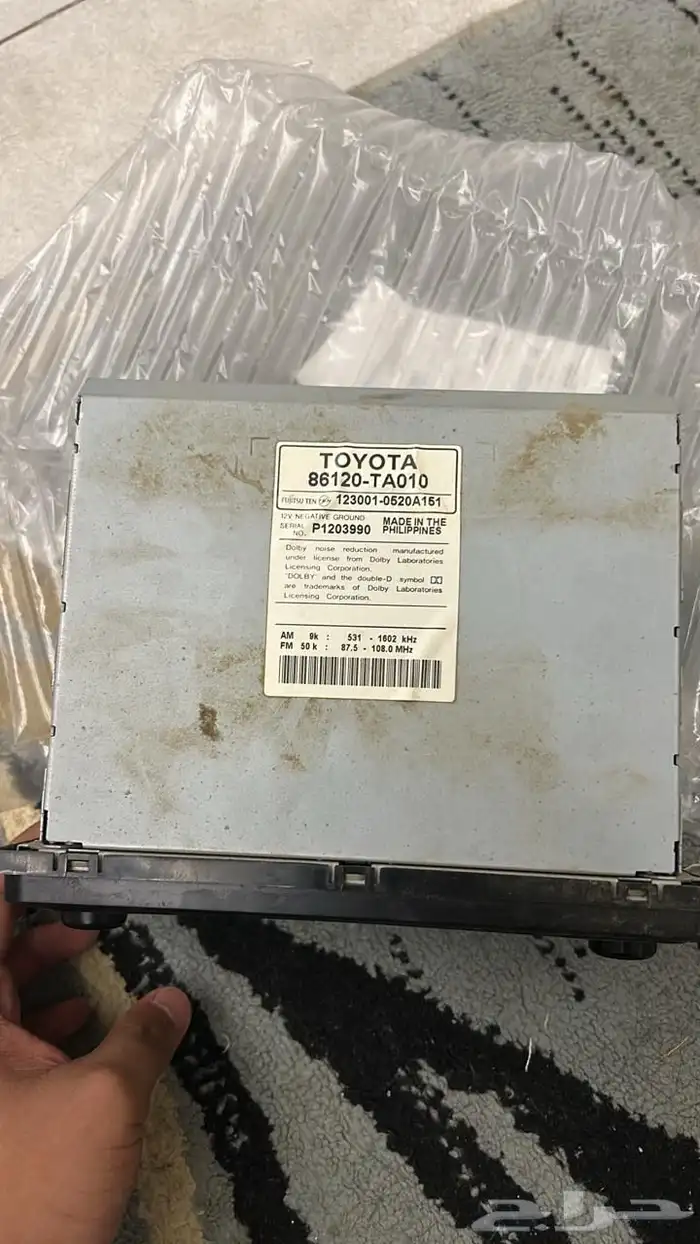 TOYOTA
86120-TA010
FUJITSU TEN 123001-0520A151
12V NEGATIVE GROUND
SERIAL NO. P1203990 MADE IN THE PHILIPPINES
Dolby noise reduction manufactured
under license from Dolby Laboratories
Licensing Corporation.
"DOLBY" and the double-D symbol
are trademarks of Dolby Laboratories
Licensing Corporation.
AM 9k : 531 - 1602 kHz
FM 50k : 87.5 - 108.0 MHz
حراج